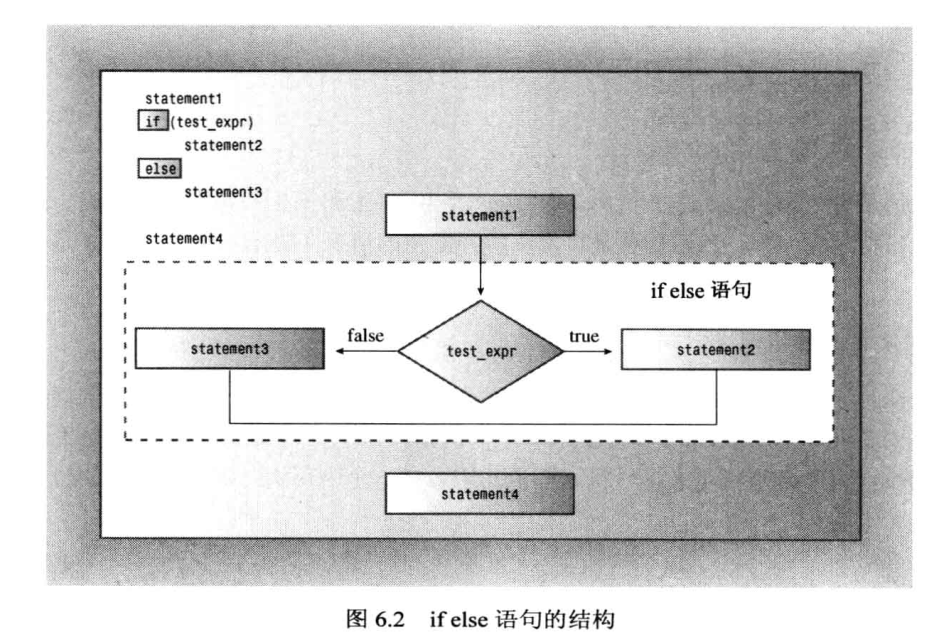 statement1
if (test_expr)
statement2
else
statement3
statement4
statement1
if else 语句
false
true
statement3
test_expr
statement2
statement4
图 6.2 if else 语句的结构